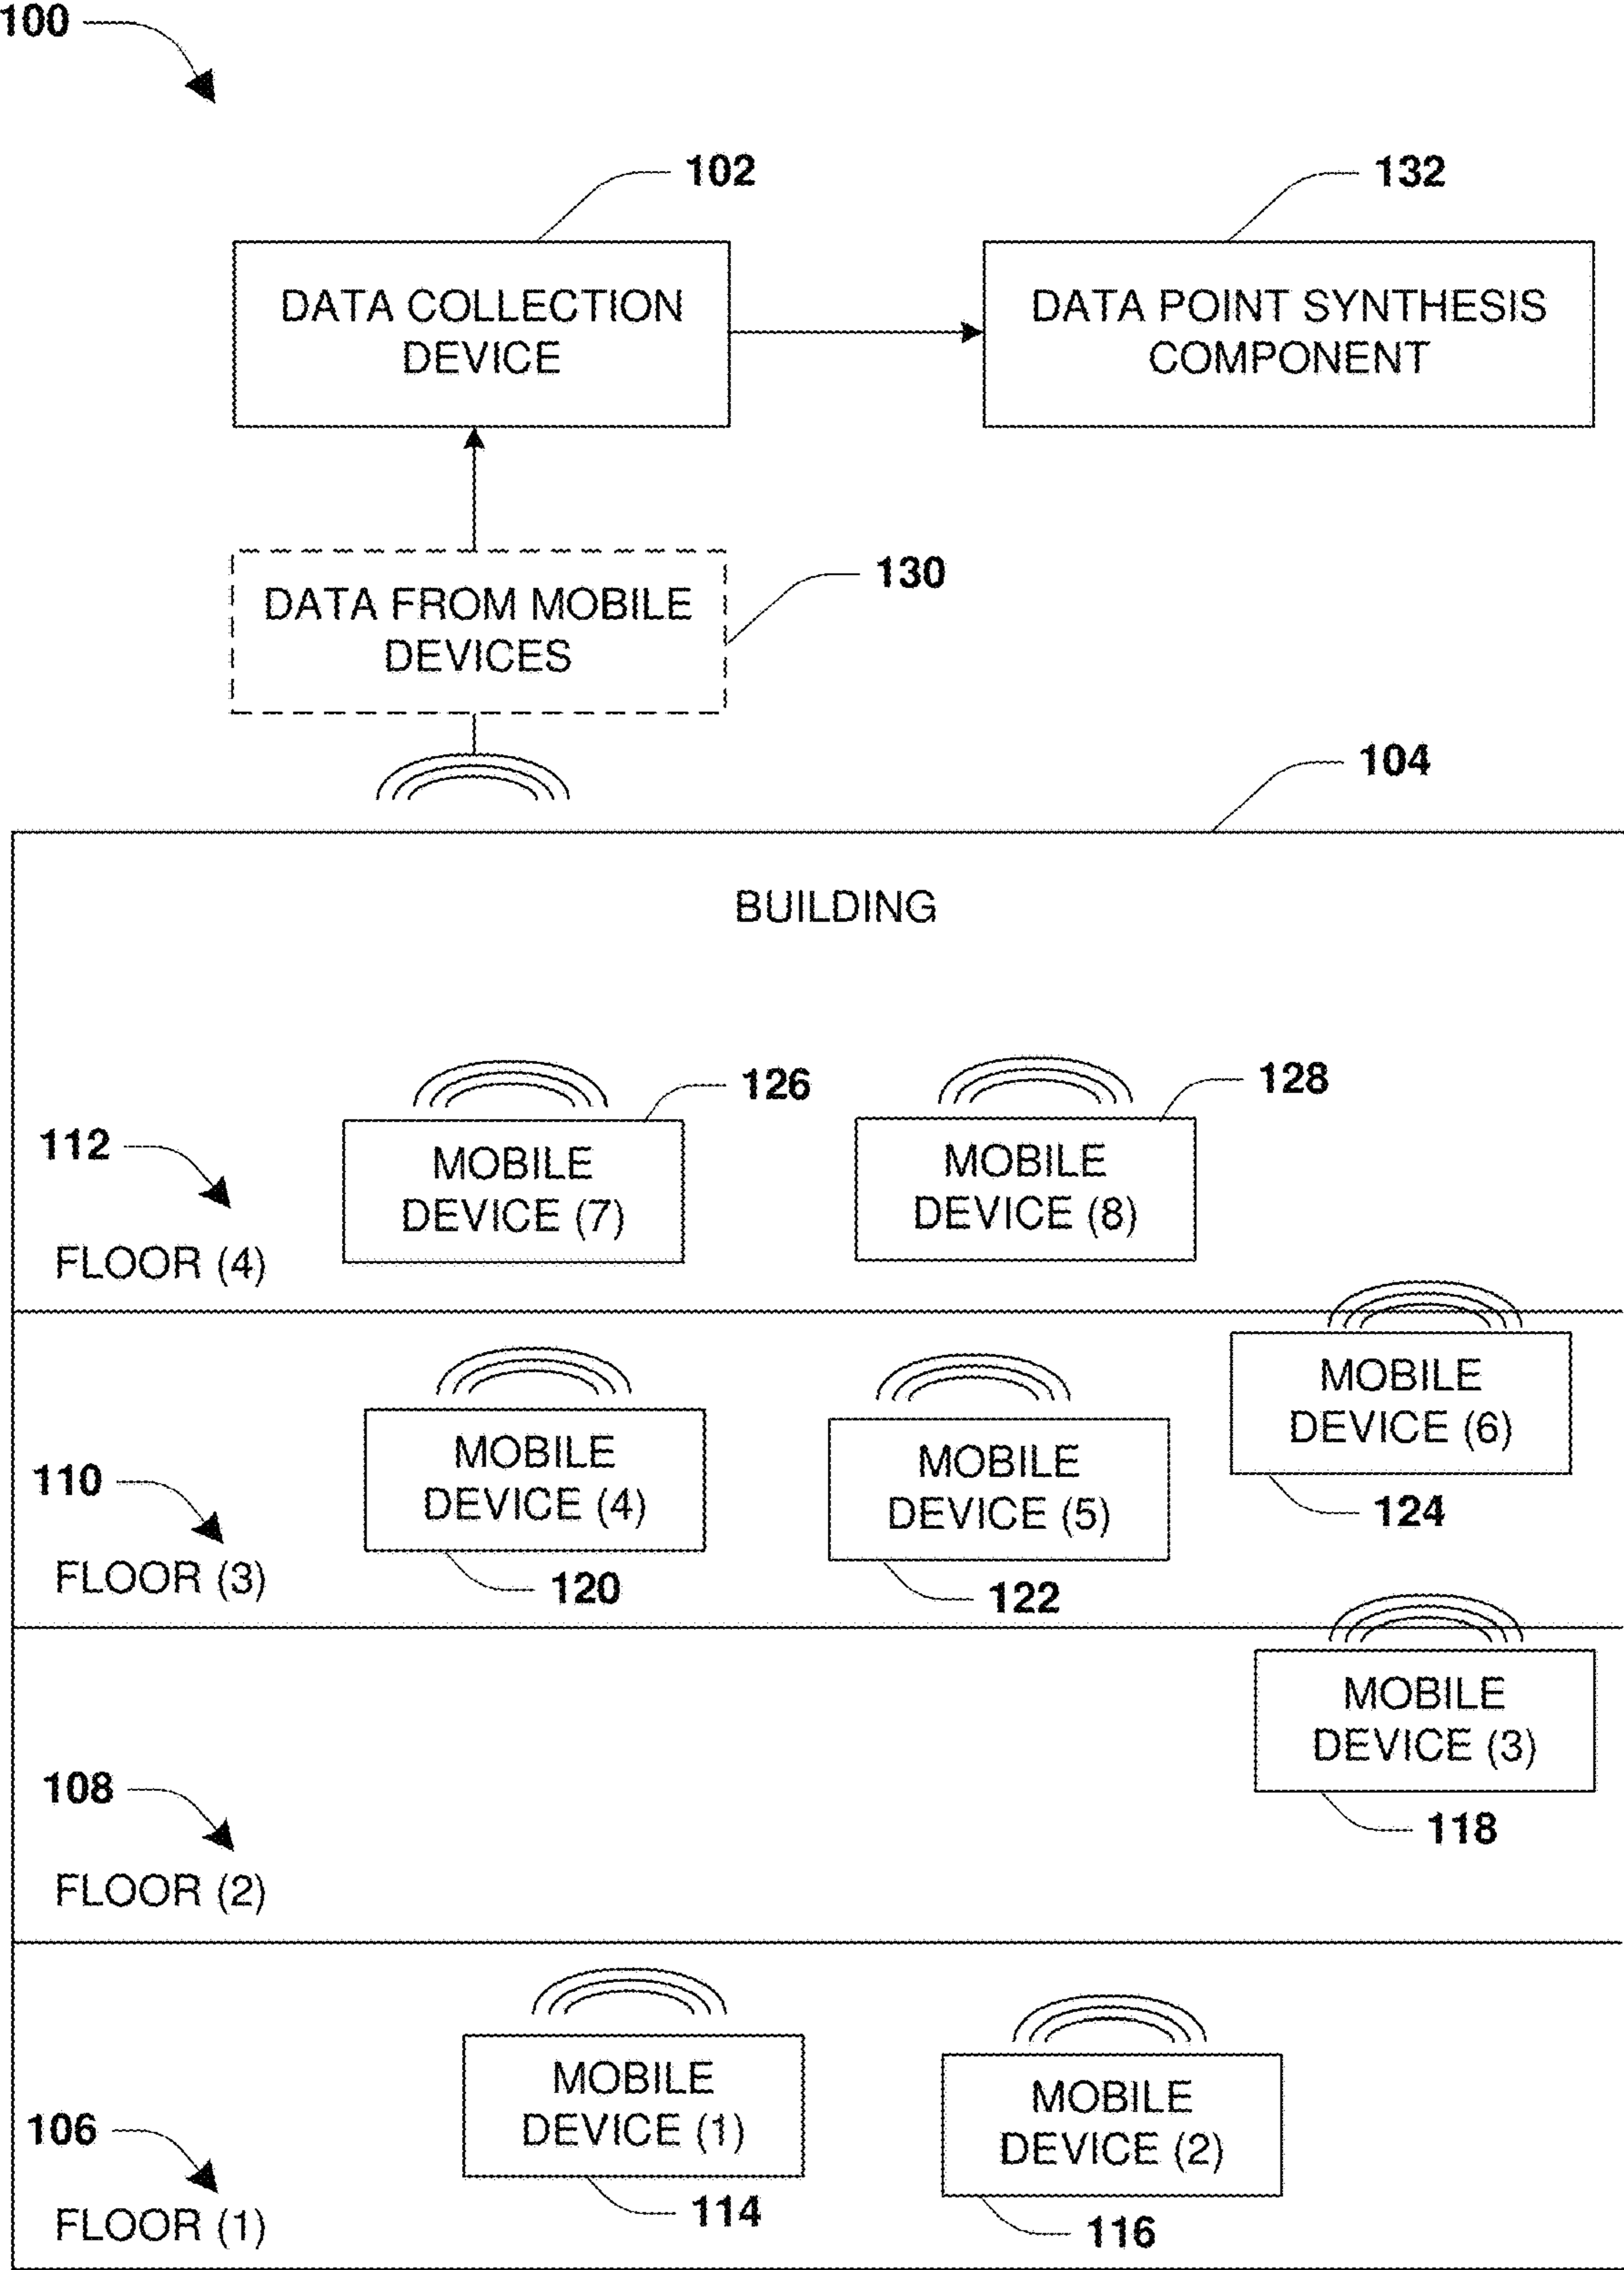 100
102
132
DATA COLLECTION
DEVICE
DATA POINT SYNTHESIS
COMPONENT
130
DATA FROM MOBILE
DEVICES
104
BUILDING
126
128
112
MOBILE
DEVICE (7)
MOBILE
DEVICE (8)
FLOOR (4)
MOBILE
DEVICE (6)
124
110
MOBILE
DEVICE (4)
MOBILE
DEVICE (5)
FLOOR (3)
120
122
MOBILE
DEVICE (3)
118
108
FLOOR (2)
MOBILE
DEVICE (1)
MOBILE
DEVICE (2)
106
114
116
FLOOR (1)